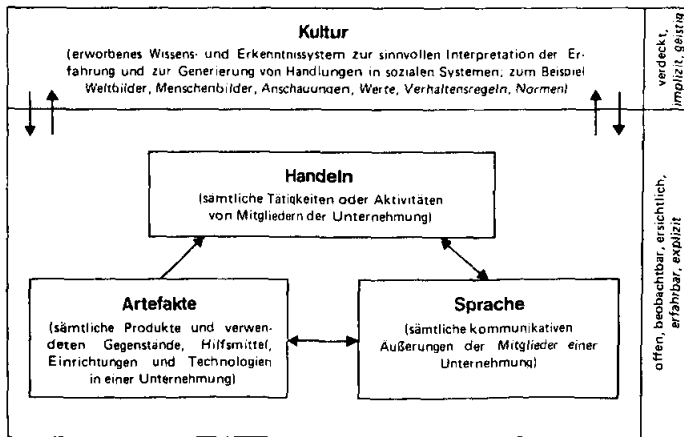 Kultur
(erworbenes Wissens- und Erkenntnissystem zur sinnvollen Interpretation der Er-
fahrung und zur Generierung von Handlungen in sozialen Systemen; zum Beispiel
Weltbilder, Menschenbilder, Anschauungen, Werte, Verhaltensregeln, Normen)
verdeckt,
implizit, geistig
Handeln
(sämtliche Tätigkeiten oder Aktivitäten
von Mitgliedern der Unternehmung)
Artefakte
(sämtliche Produkte und verwen-
deten Gegenstände, Hilfsmittel,
Einrichtungen und Technologien
in einer Unternehmung)
Sprache
(sämtliche kommunikativen
Äußerungen der Mitglieder einer
Unternehmung)
offen, beobachtbar, ersichtlich,
erfahrbar, explizit